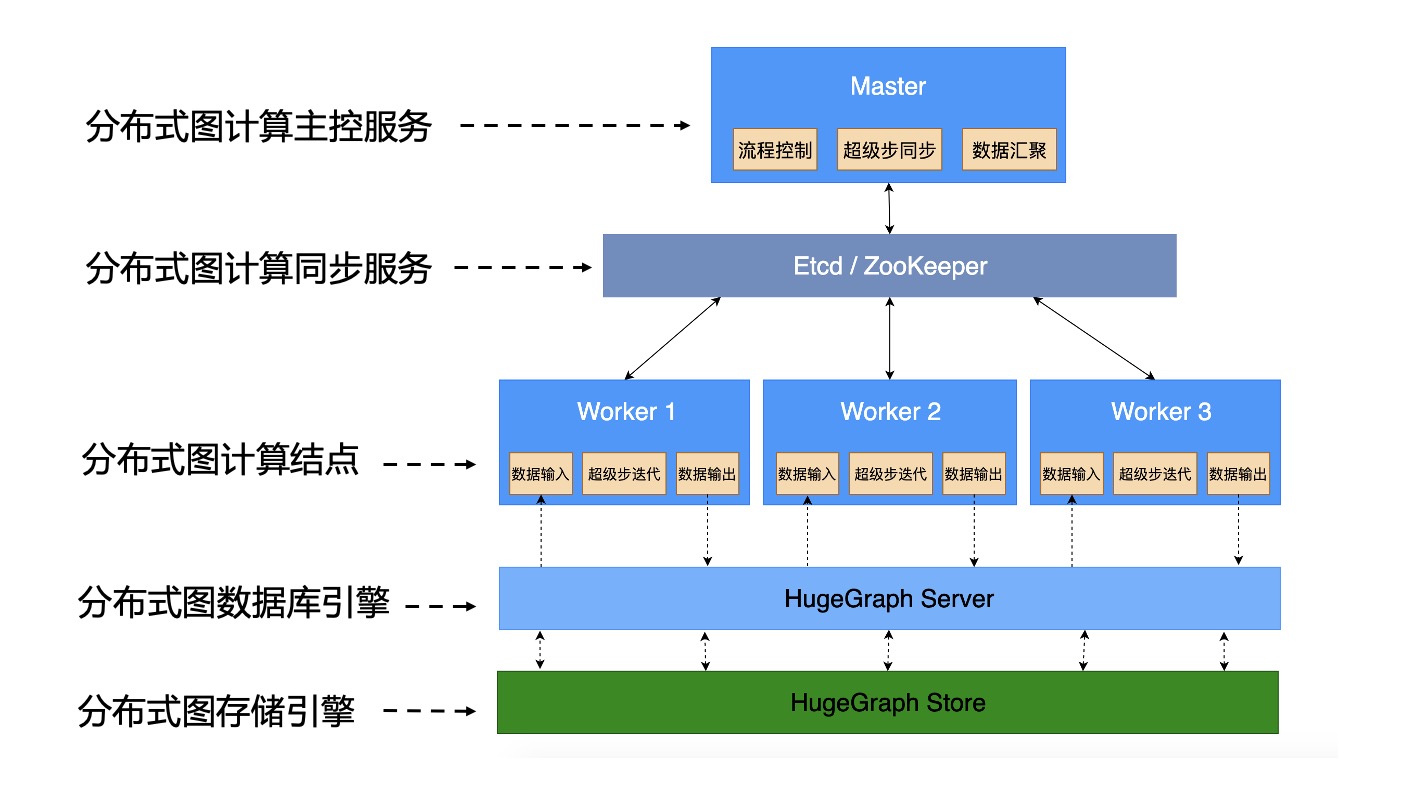 Master
分布式图计算主控服务
流程控制 超级步同步 数据汇聚
分布式图计算同步服务
Etcd / ZooKeeper
Worker 1 Worker 2 Worker 3
分布式图计算结点
数据输入 超级步迭代 数据输出 数据输入 超级步迭代 数据输出 数据输入 超级步迭代 数据输出
分布式图数据库引擎
HugeGraph Server
分布式图存储引擎
HugeGraph Store